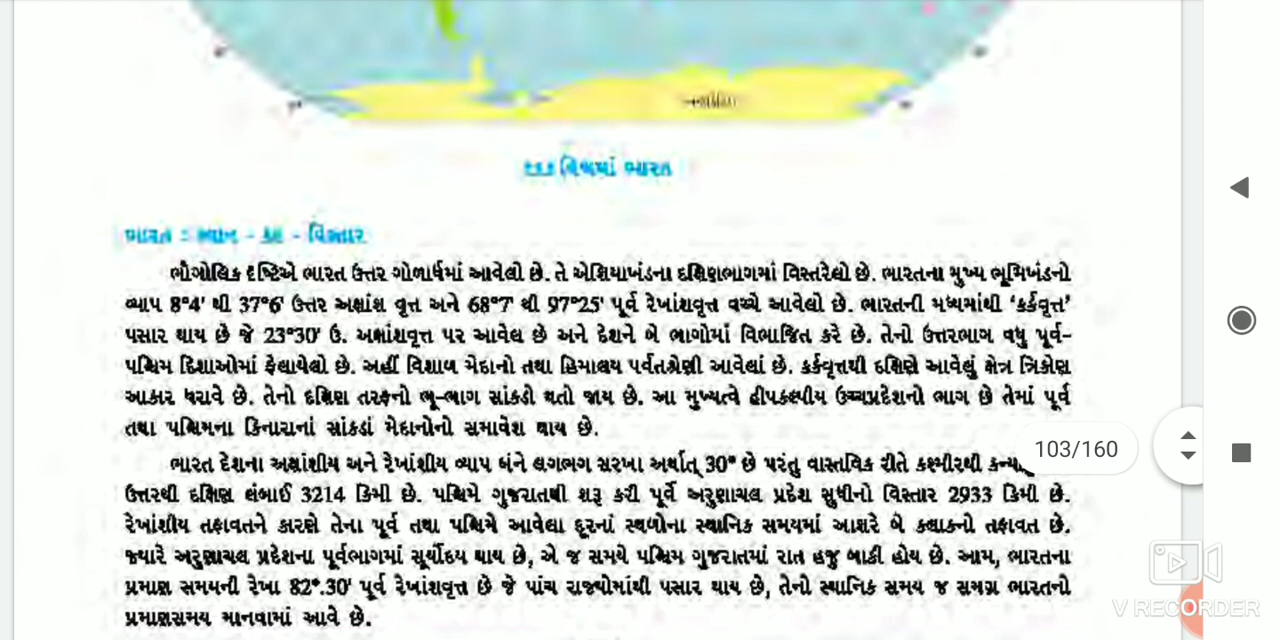 વિશ્વમાં ભારત
ભારત : સ્થાન - કદ - વિસ્તાર
ભૌગોલિક દૃષ્ટિએ ભારત ઉત્તર ગોળાર્ધમાં આવેલો છે. તે એશિયાખંડના દક્ષિણભાગમાં વિસ્તરેલો છે. ભારતના મુખ્ય ભૂમિખંડનો
વ્યાપ 8°4' થી 37°6' ઉત્તર અક્ષાંશ વૃત્ત અને 68°7' થી 97°25' પૂર્વ રેખાંશવૃત્ત વચ્ચે આવેલો છે. ભારતની મધ્યમાંથી ‘કર્કવૃત્ત’
પસાર થાય છે જે 23°30' ઉ. અક્ષાંશવૃત્ત પર આવેલ છે અને દેશને બે ભાગોમાં વિભાજિત કરે છે. તેનો ઉત્તરભાગ વધુ પૂર્વ-
પશ્ચિમ દિશાઓમાં ફેલાયેલો છે. અહીં વિશાળ મેદાનો તથા હિમાલય પર્વતશ્રેણી આવેલાં છે. કર્કવૃત્તથી દક્ષિણે આવેલું ક્ષેત્ર ત્રિકોણ
આકાર ધરાવે છે. તેનો દક્ષિણ તરફનો ભૂ-ભાગ સાંકડો થતો જાય છે. આ મુખ્યત્વે દ્વીપકલ્પીય ઉચ્ચપ્રદેશનો ભાગ છે તેમાં પૂર્વ
તથા પશ્ચિમના કિનારાનાં સાંકડાં મેદાનોનો સમાવેશ થાય છે.
ભારત દેશના અક્ષાંશીય અને રેખાંશીય વ્યાપ બંને લગભગ સરખા અર્થાત્ 30° છે પરંતુ વાસ્તવિક રીતે કશ્મીરથી
ઉત્તરથી દક્ષિણ લંબાઈ 3214 કિમી છે. પશ્ચિમે ગુજરાતથી શરૂ કરી પૂર્વે અરુણાચલ પ્રદેશ સુધીનો વિસ્તાર 2933 કિમી છે.
રેખાંશીય તફાવતને કારણે તેના પૂર્વ તથા પશ્ચિમે આવેલા દૂરનાં સ્થળોના સ્થાનિક સમયમાં આશરે બે કલાકનો તફાવત છે.
જ્યારે અરુણાચલ પ્રદેશના પૂર્વભાગમાં સૂર્યોદય થાય છે, એ જ સમયે પશ્ચિમ ગુજરાતમાં રાત હજુ બાકી હોય છે. આમ, ભારતના
પ્રમાણ સમયની રેખા 82°.30' પૂર્વ રેખાંશવૃત્ત છે જે પાંચ રાજ્યોમાંથી પસાર થાય છે, તેનો સ્થાનિક સમય જ સમગ્ર ભારતનો
પ્રમાણસમય માનવામાં આવે છે.
103/160
V RECORDER